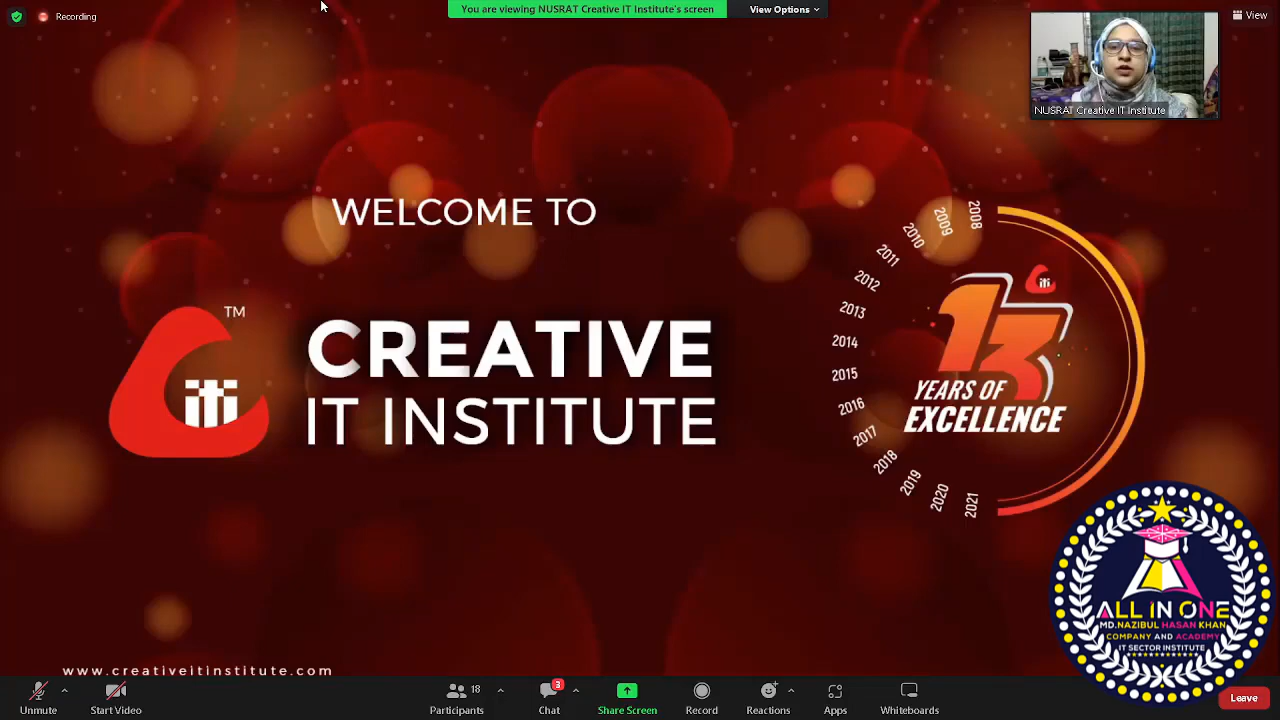 Recording
You are viewing NUSRAT Creative IT Institute's screen
View Options
View
NUSRAT Creative IT Institute
WELCOME TO
TM
iti
CREATIVE
IT INSTITUTE
2008
2009
2010
2011
2012
2013
2014
2015
2016
2017
2018
2019
2020
2021
iti
13
YEARS OF
EXCELLENCE
ALL IN ONE
MD.NAZIBUL HASAN KHAN
COMPANY AND ACADEMY
IT SECTOR INSTITUTE
www.creativeitinstitute.com
Unmute
Start Video
18
Participants
3
Chat
Share Screen
Record
Reactions
Apps
Whiteboards
Leave